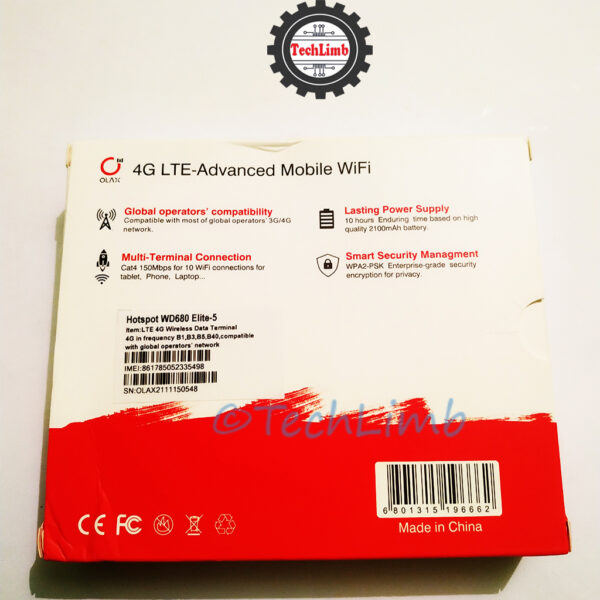 TechLimb
OLAX
4G LTE-Advanced Mobile WiFi
Global operators' compatibility
Compatible with most of global operators' 3G/4G
network.
Lasting Power Supply
10 hours Enduring time based on high
quality 2100mAh battery.
Multi-Terminal Connection
Cat4 150Mbps for 10 WiFi connections for
tablet, Phone, Laptop...
Smart Security Managment
WPA2-PSK Enterprise-grade security
encryption for privacy.
Hotspot WD680 Elite-5
Item:LTE 4G Wireless Data Terminal
4G in frequency B1,B3,B5,B40,compatible
with global operators' network
IMEI:861785052335498
SN:OLAX2111150548
©TechLimb
6 801315 196662
CE FC
Made in China